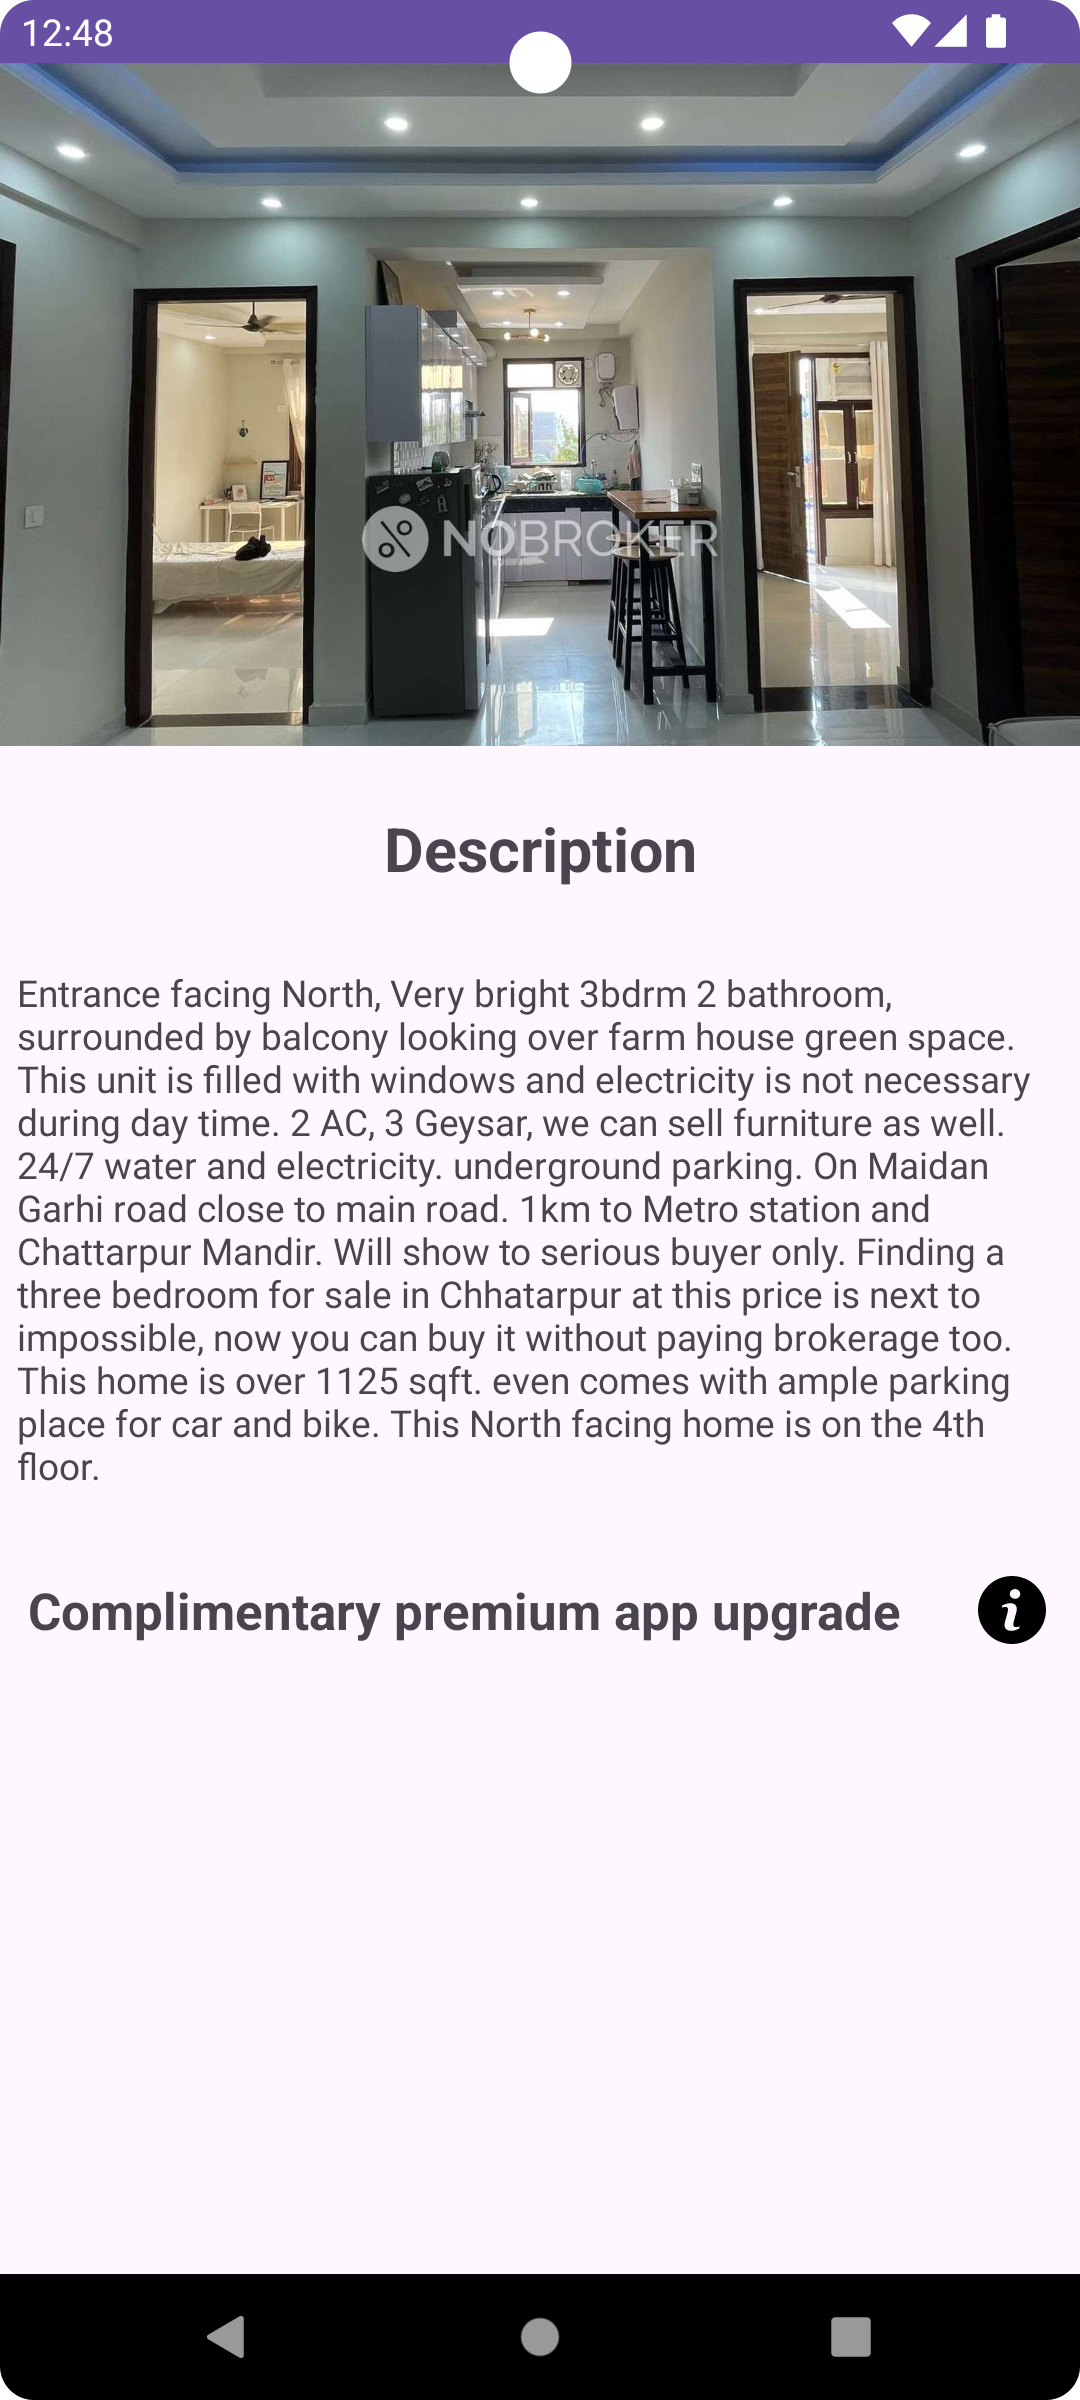 12:48
NOBROKER
Description
Entrance facing North, Very bright 3bdrm 2 bathroom,
surrounded by balcony looking over farm house green space.
This unit is filled with windows and electricity is not necessary
during day time. 2 AC, 3 Geysar, we can sell furniture as well.
24/7 water and electricity. underground parking. On Maidan
Garhi road close to main road. 1km to Metro station and
Chattarpur Mandir. Will show to serious buyer only. Finding a
three bedroom for sale in Chhatarpur at this price is next to
impossible, now you can buy it without paying brokerage too.
This home is over 1125 sqft. even comes with ample parking
place for car and bike. This North facing home is on the 4th
floor.
Complimentary premium app upgrade